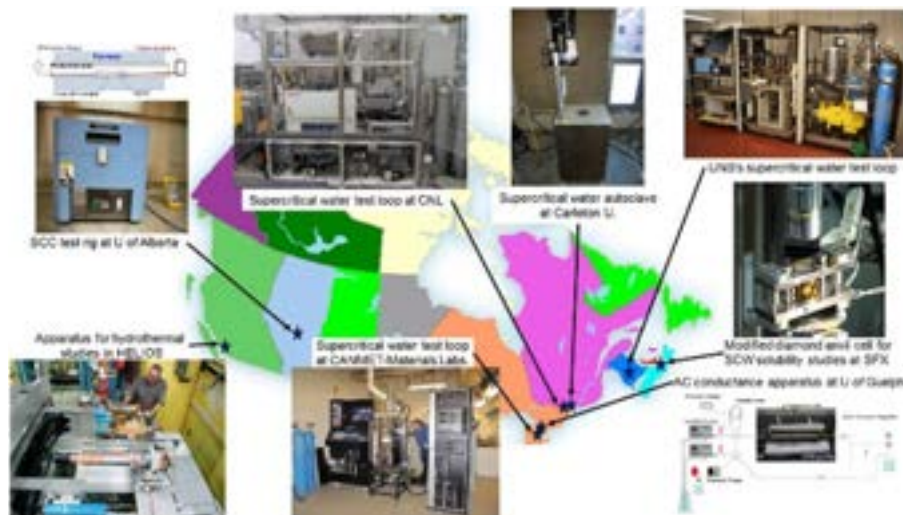 Furnace
Supercritical water test loop at CNL
Supercritical water autoclave
at Carleton U.
UNB's supercritical water test loop
SCC test rig at U of Alberta
Apparatus for hydrothermal
studies in HELIOS
Supercritical water test loop
at CANMET-Materials Labs.
Modified diamond anvil cell for
SCW solubility studies at SFX
AC conductance apparatus at U of Guelph